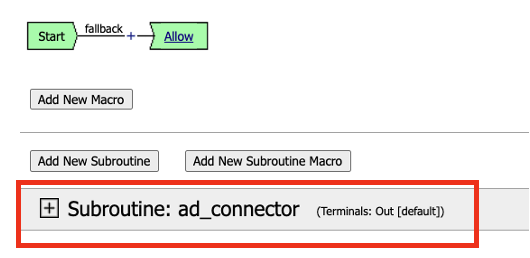 Start
fallback
+
Allow
Add New Macro
Add New Subroutine
Add New Subroutine Macro
+ Subroutine: ad_connector (Terminals: Out [default])